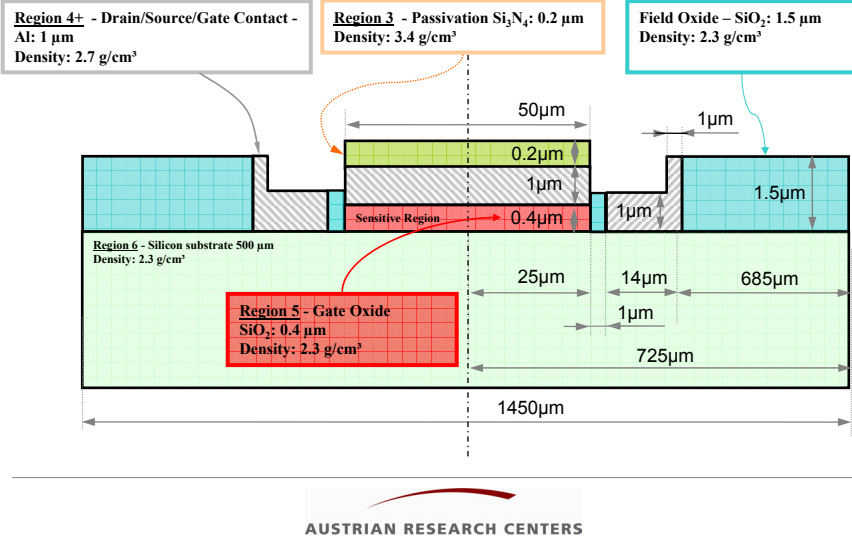 Region 4+ - Drain/Source/Gate Contact -
Al: 1 µm
Density: 2.7 g/cm³
Region 3 - Passivation Si₃N₄: 0.2 µm
Density: 3.4 g/cm³
Field Oxide – SiO₂: 1.5 µm
Density: 2.3 g/cm³
50µm
1µm
0.2µm
1µm
1.5µm
Sensitive Region
0.4µm
1µm
Region 6 - Silicon substrate 500 µm
Density: 2.3 g/cm³
25µm
14µm
685µm
Region 5 - Gate Oxide
SiO₂: 0.4 µm
Density: 2.3 g/cm³
1µm
725µm
1450µm
AUSTRIAN RESEARCH CENTERS